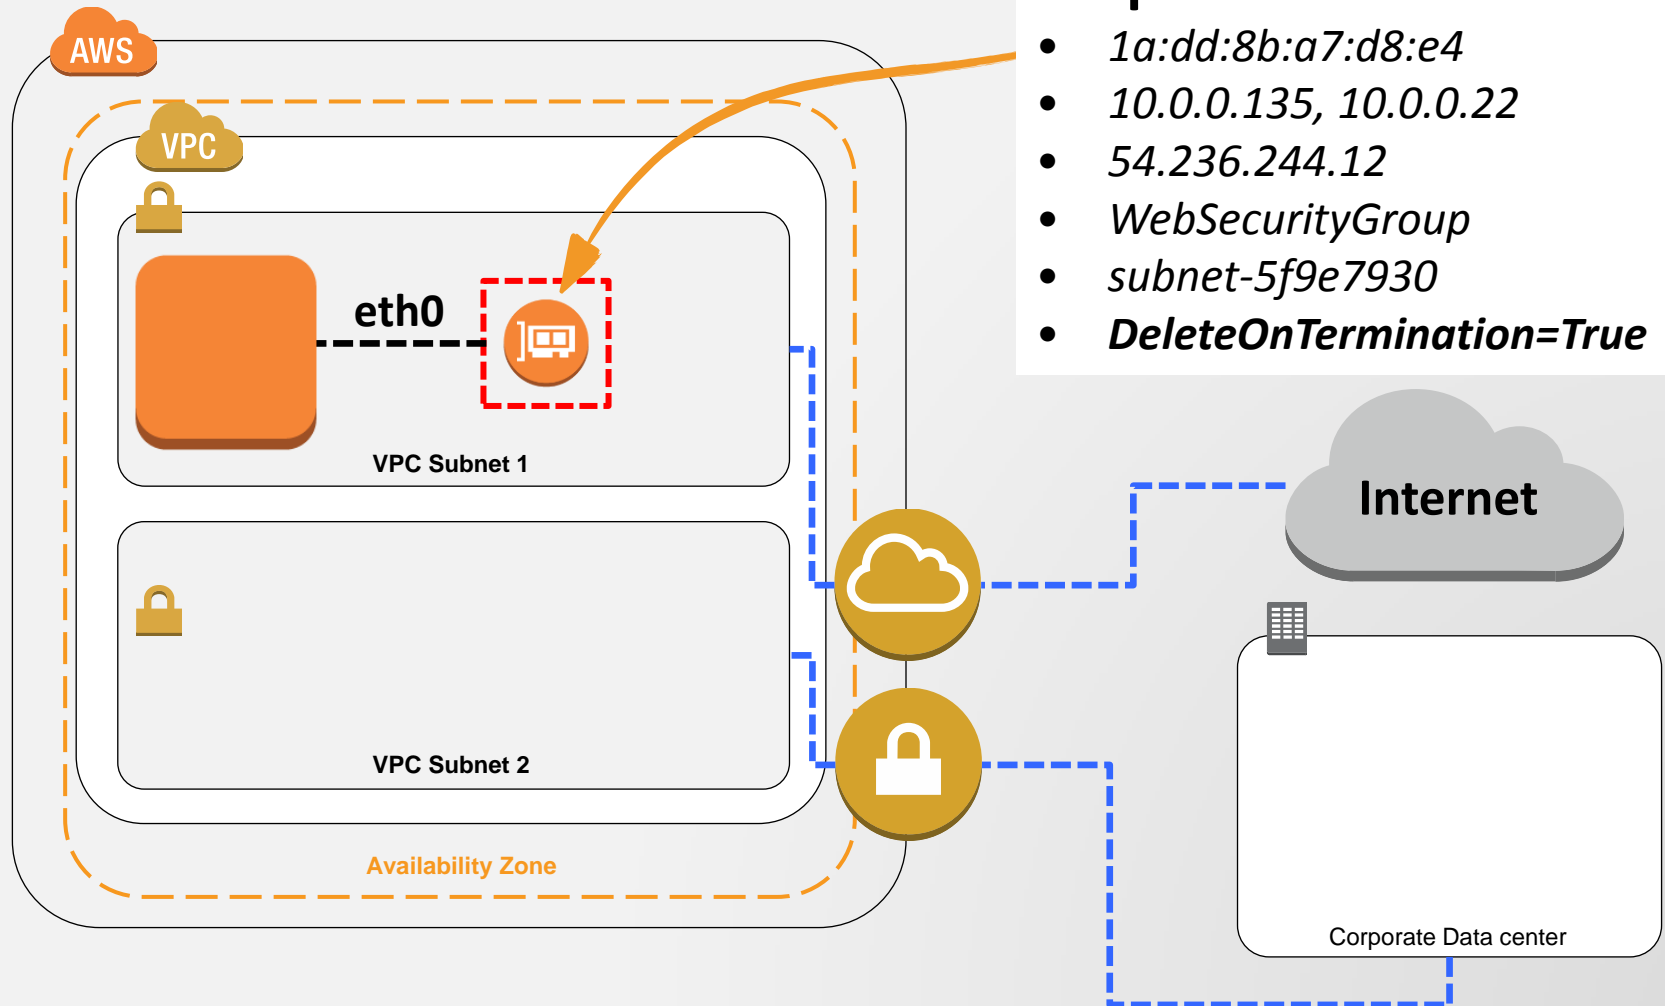 AWS
VPC
1a:dd:8b:a7:d8:e4
10.0.0.135, 10.0.0.22
54.236.244.12
WebSecurityGroup
subnet-5f9e7930
DeleteOnTermination=True
eth0
VPC Subnet 1
Internet
VPC Subnet 2
Availability Zone
Corporate Data center